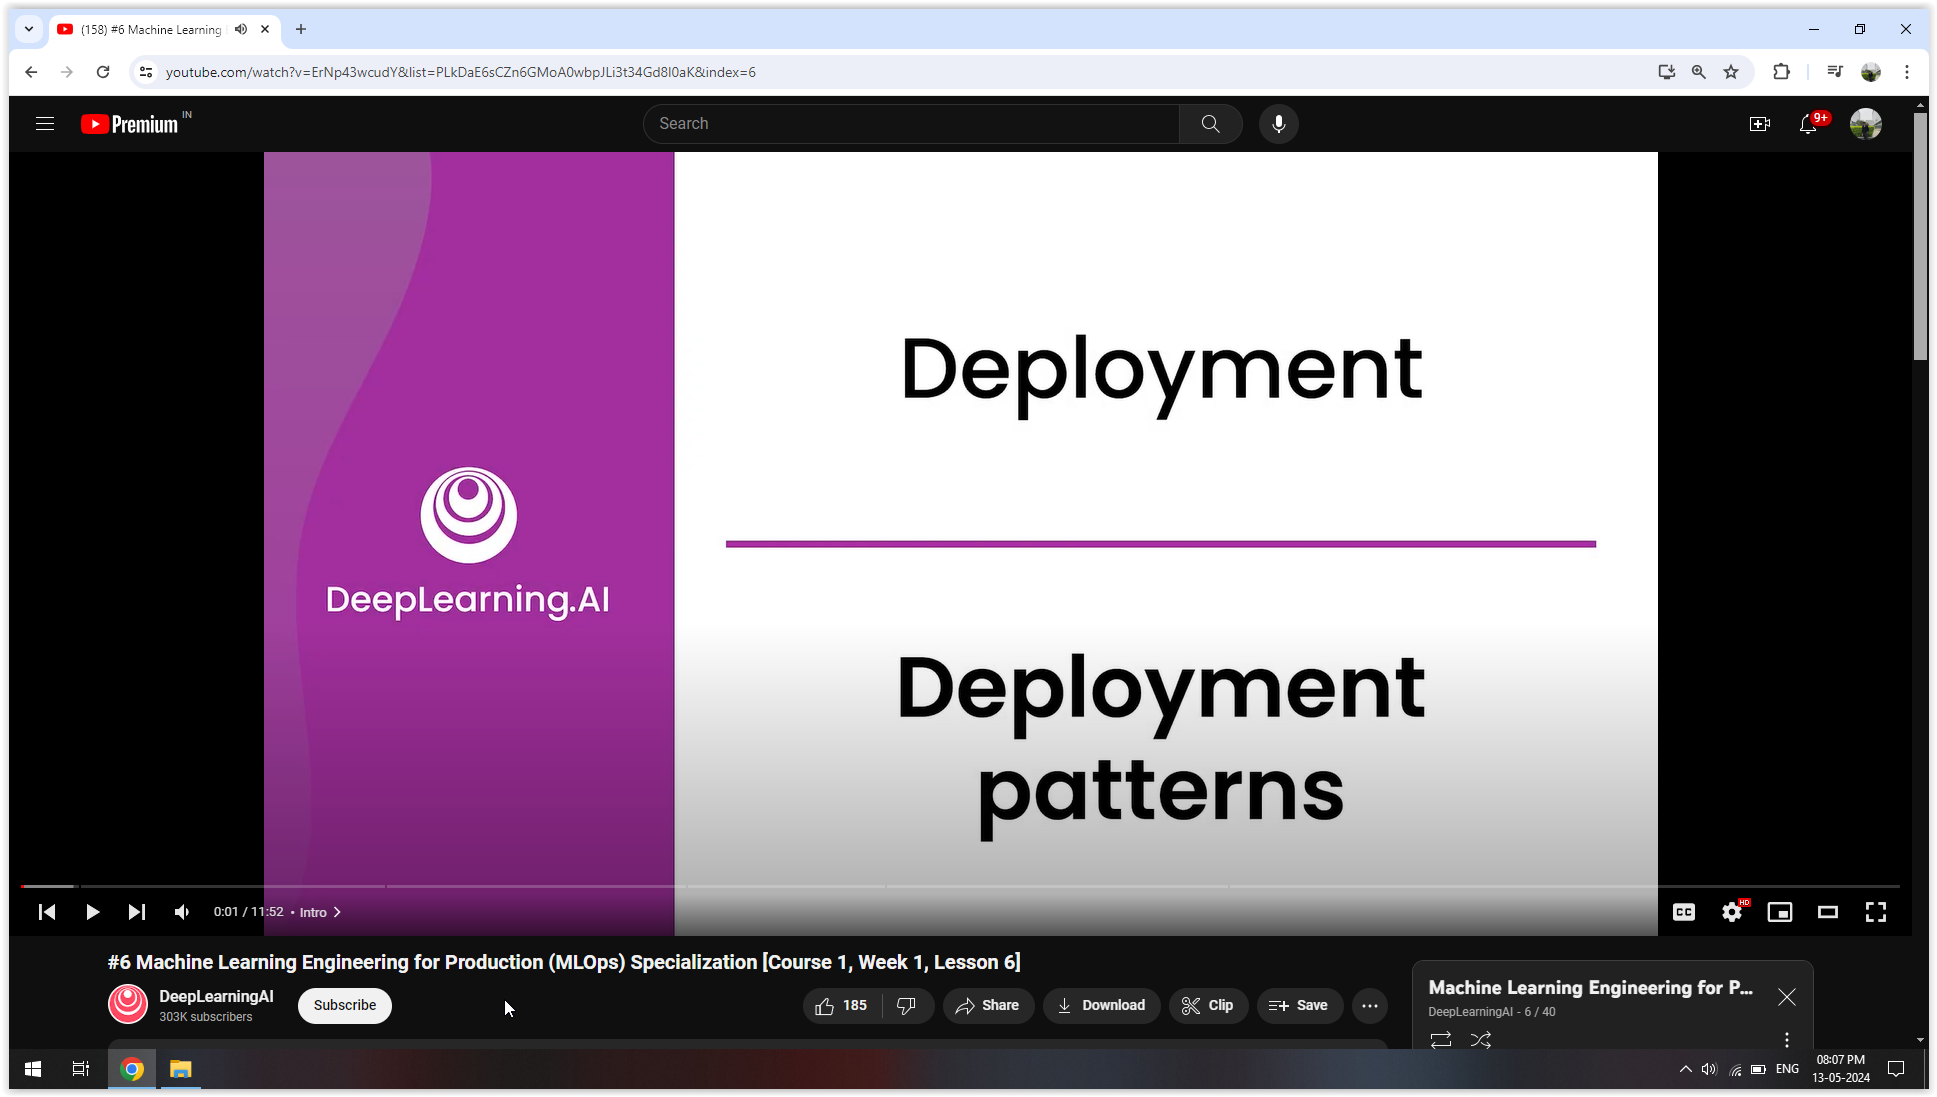 (158) #6 Machine Learning
youtube.com/watch?v=ErNp43wcudY&list=PLkDaE6sCZn6GMoA0wbpJLi3t34Gd8l0aK&index=6
Premium IN
Search
9+
Deployment
DeepLearning.AI
Deployment
patterns
0:01 / 11:52 • Intro
CC
HD
#6 Machine Learning Engineering for Production (MLOps) Specialization [Course 1, Week 1, Lesson 6]
DeepLearningAI
303K subscribers
Subscribe
185
Share
Download
Clip
Save
Machine Learning Engineering for P...
DeepLearningAI - 6 / 40
ENG
08:07 PM
13-05-2024